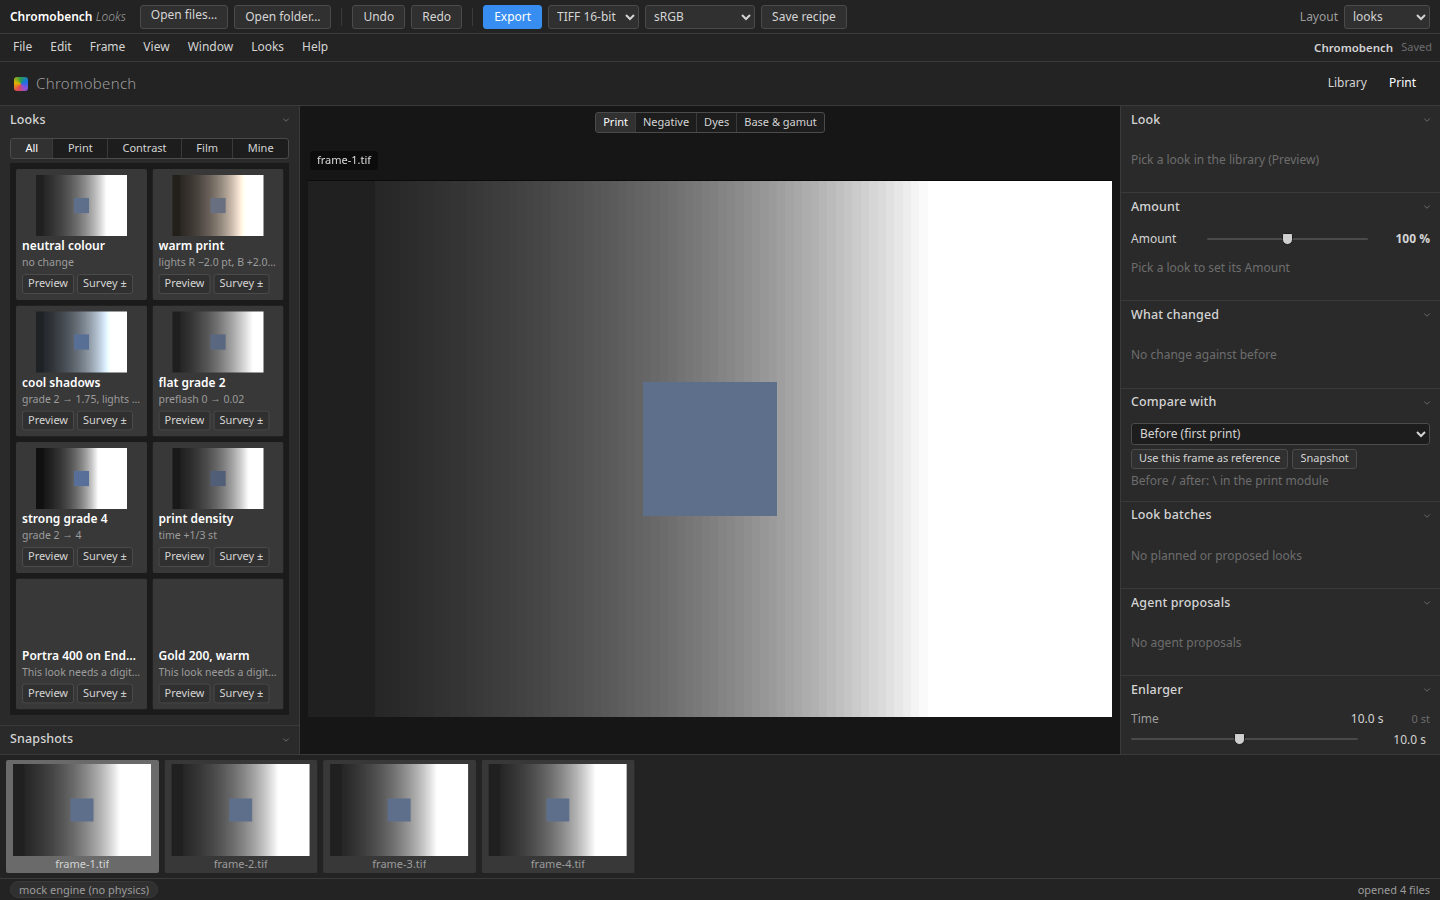 Chromobench Looks Open files... Open folder... Undo Redo Export TIFF 16-bit sRGB Save recipe Layout looks
File Edit Frame View Window Looks Help Chromobench Saved
Chromobench Library Print
Looks
All Print Contrast Film Mine
neutral colour
no change
Preview Survey ±
warm print
lights R −2.0 pt, B +2.0...
Preview Survey ±
cool shadows
grade 2 → 1.75, lights ...
Preview Survey ±
flat grade 2
preflash 0 → 0.02
Preview Survey ±
strong grade 4
grade 2 → 4
Preview Survey ±
print density
time +1/3 st
Preview Survey ±
Portra 400 on End...
This look needs a digit...
Preview Survey ±
Gold 200, warm
This look needs a digit...
Preview Survey ±
Snapshots
Print Negative Dyes Base & gamut
frame-1.tif
Look
Pick a look in the library (Preview)
Amount
Amount 100 %
Pick a look to set its Amount
What changed
No change against before
Compare with
Before (first print)
Use this frame as reference Snapshot
Before / after: \ in the print module
Look batches
No planned or proposed looks
Agent proposals
No agent proposals
Enlarger
Time 10.0 s 0 st
10.0 s
frame-1.tif frame-2.tif frame-3.tif frame-4.tif
mock engine (no physics) opened 4 files